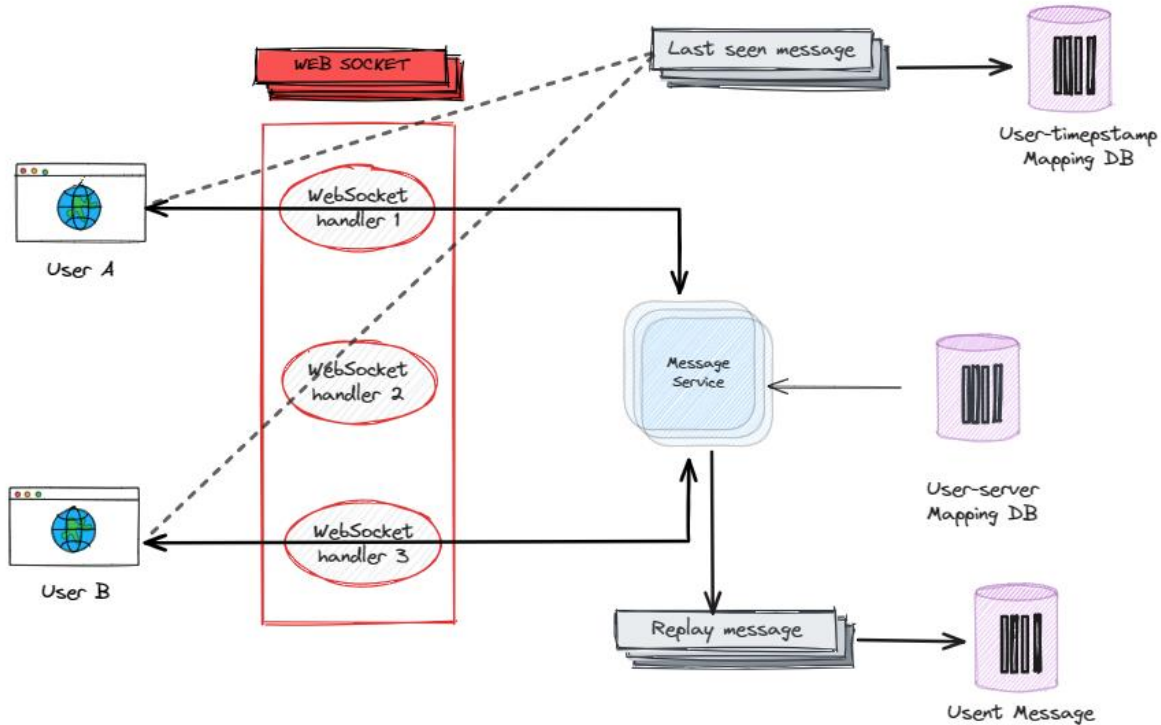 Last seen message
WEB SOCKET
User-timepstamp
Mapping DB
WebSocket
handler 1
User A
Message
Service
WebSocket
handler 2
User-server
Mapping DB
WebSocket
handler 3
User B
Replay message
Usent Message